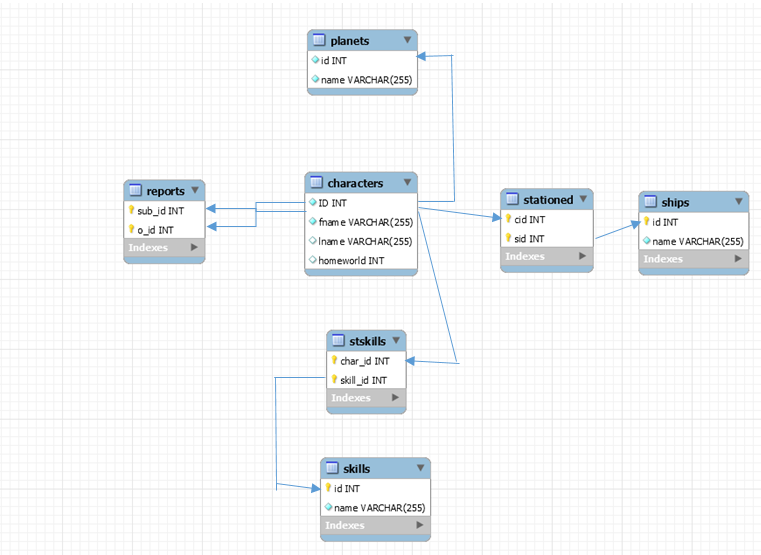 planets
id INT
name VARCHAR(255)
reports
sub_id INT
o_id INT
Indexes
characters
ID INT
fname VARCHAR(255)
lname VARCHAR(255)
homeworld INT
stationed
cid INT
sid INT
Indexes
ships
id INT
name VARCHAR(255)
Indexes
stskills
char_id INT
skill_id INT
Indexes
skills
id INT
name VARCHAR(255)
Indexes